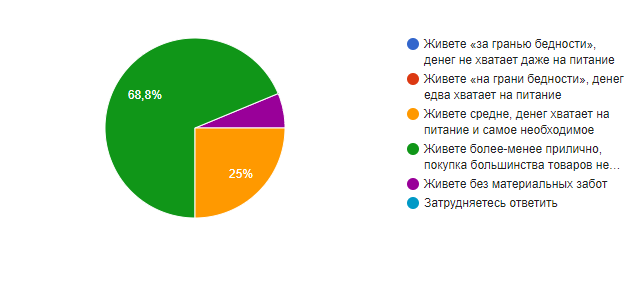 68,8%
25%
Живете «за гранью бедности»,
денег не хватает даже на питание
Живете «на грани бедности», денег
едва хватает на питание
Живете средне, денег хватает на
питание и самое необходимое
Живете более-менее прилично,
покупка большинства товаров не…
Живете без материальных забот
Затрудняетесь ответить